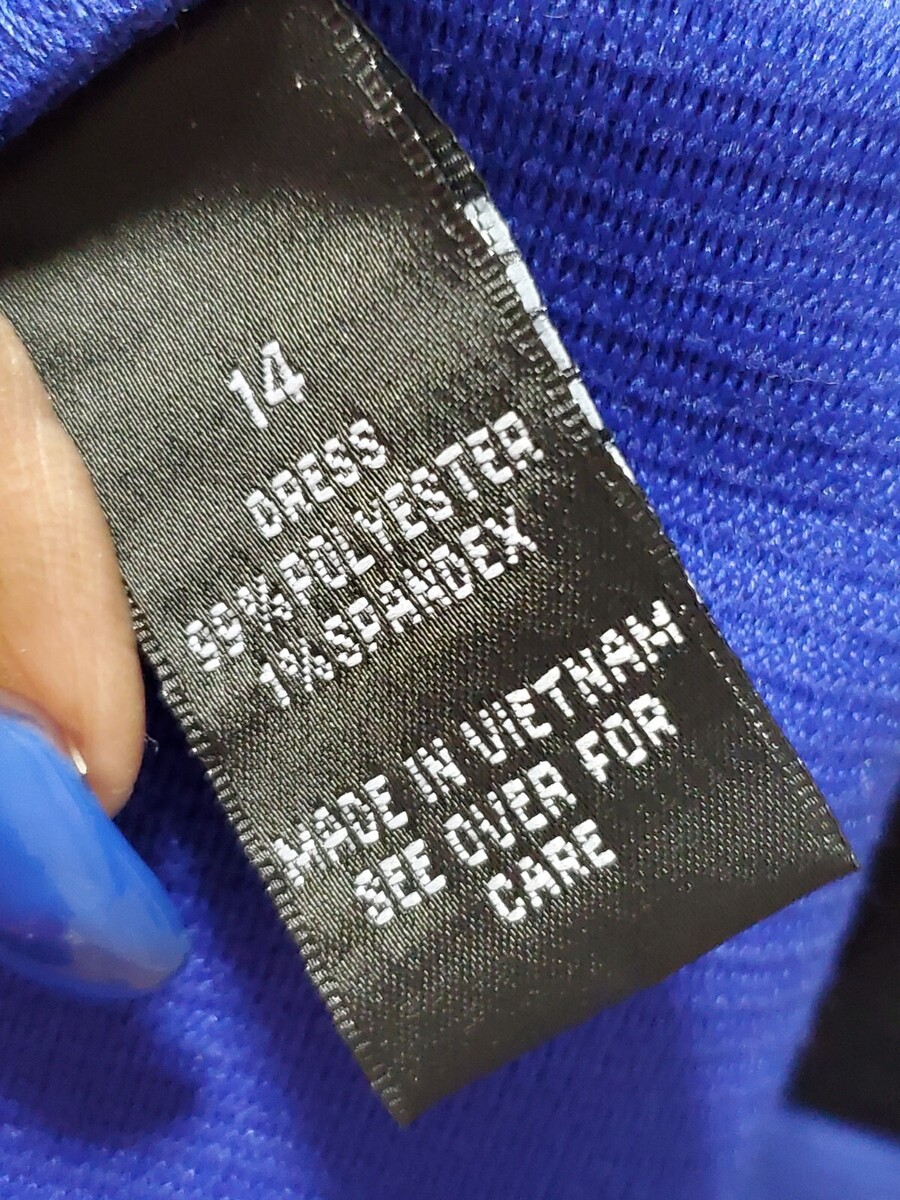 14
DRESS
99%POLYESTER
1%SPANDEX
MADE IN VIETNAM
SEE OVER FOR
CARE